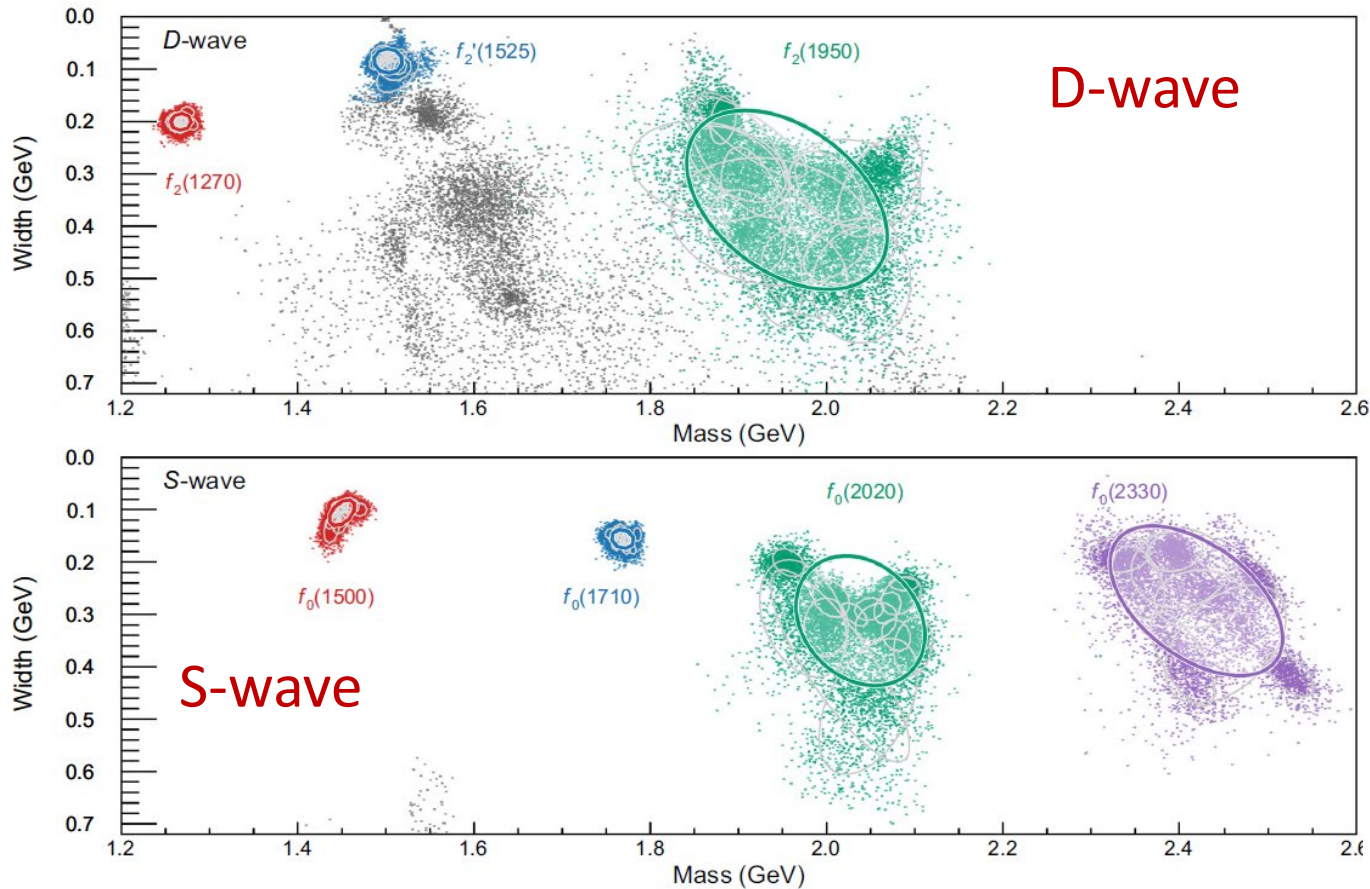 D-wave
f2'(1525)
f2(1950)
D-wave
f2(1270)
Width (GeV)
0.0
0.1
0.2
0.3
0.4
0.5
0.6
0.7
1.2 1.4 1.6 1.8 2.0 2.2 2.4 2.6
Mass (GeV)
S-wave
f0(2020)
f0(2330)
f0(1500)
f0(1710)
S-wave
Width (GeV)
0.0
0.1
0.2
0.3
0.4
0.5
0.6
0.7
1.2 1.4 1.6 1.8 2.0 2.2 2.4 2.6
Mass (GeV)